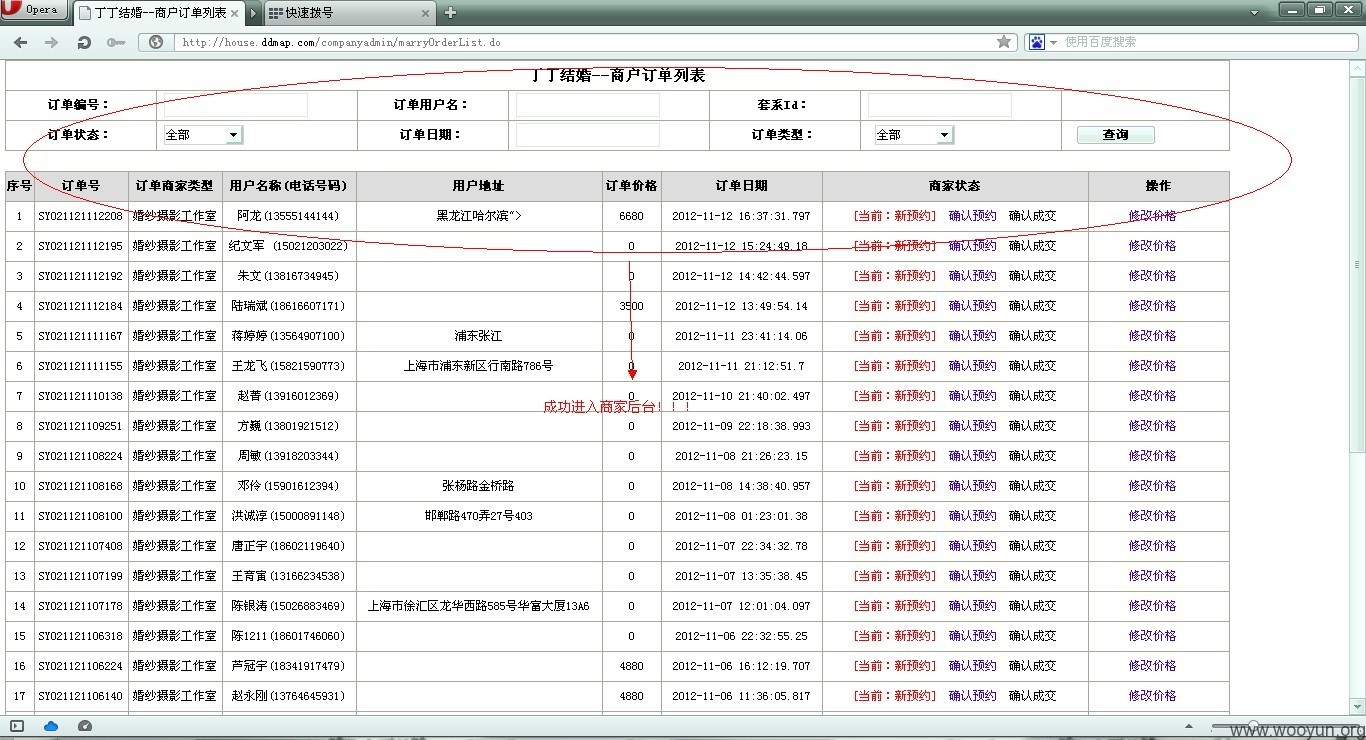 Opera 丁丁结婚--商户订单列表 快速拨号
http://house.ddmap.com/companyadmin/marryOrderList.do 使用百度搜索
丁丁结婚--商户订单列表
订单编号： 订单用户名： 套系Id：
订单状态： 全部 订单日期： 订单类型： 全部 查询
序号 订单号 订单商家类型 用户名称(电话号码) 用户地址 订单价格 订单日期 商家状态 操作
1 SY021121112208 婚纱摄影工作室 阿龙(13555144144) 黑龙江哈尔滨“> 6680 2012-11-12 16:37:31.797 [当前：新预约] 确认预约 确认成交 修改价格
2 SY021121112195 婚纱摄影工作室 纪文军 (15021203022) 0 2012-11-12 15:24:49.18 [当前：新预约] 确认预约 确认成交 修改价格
3 SY021121112192 婚纱摄影工作室 朱文(13816734945) 0 2012-11-12 14:42:44.597 [当前：新预约] 确认预约 确认成交 修改价格
4 SY021121112184 婚纱摄影工作室 陆瑞斌(18616607171) 3500 2012-11-12 13:49:54.14 [当前：新预约] 确认预约 确认成交 修改价格
5 SY021121111167 婚纱摄影工作室 蒋婷婷(13564907100) 浦东张江 0 2012-11-11 23:41:14.06 [当前：新预约] 确认预约 确认成交 修改价格
6 SY021121111155 婚纱摄影工作室 王龙飞(15821590773) 上海市浦东新区行南路786号 0 2012-11-11 21:12:51.7 [当前：新预约] 确认预约 确认成交 修改价格
7 SY021121110138 婚纱摄影工作室 赵蔷(13916012369) 0 2012-11-10 21:40:02.497 [当前：新预约] 确认预约 确认成交 修改价格
成功进入商家后台！！！
8 SY021121109251 婚纱摄影工作室 方巍(13801921512) 0 2012-11-09 22:18:38.993 [当前：新预约] 确认预约 确认成交 修改价格
9 SY021121108224 婚纱摄影工作室 周敏(13918203344) 0 2012-11-08 21:26:23.15 [当前：新预约] 确认预约 确认成交 修改价格
10 SY021121108168 婚纱摄影工作室 邓伶(15901612394) 张杨路金桥路 0 2012-11-08 14:38:40.957 [当前：新预约] 确认预约 确认成交 修改价格
11 SY021121108100 婚纱摄影工作室 洪诚淳(15000891148) 邯郸路470弄27号403 0 2012-11-08 01:23:01.38 [当前：新预约] 确认预约 确认成交 修改价格
12 SY021121107408 婚纱摄影工作室 唐正宇(18602119640) 0 2012-11-07 22:34:32.78 [当前：新预约] 确认预约 确认成交 修改价格
13 SY021121107199 婚纱摄影工作室 王育寅(13166234538) 0 2012-11-07 13:35:38.45 [当前：新预约] 确认预约 确认成交 修改价格
14 SY021121107178 婚纱摄影工作室 陈银涛(15026883469) 上海市徐汇区龙华西路585号华富大厦13A6 0 2012-11-07 12:01:04.097 [当前：新预约] 确认预约 确认成交 修改价格
15 SY021121106318 婚纱摄影工作室 陈1211(18601746060) 0 2012-11-06 22:32:55.25 [当前：新预约] 确认预约 确认成交 修改价格
16 SY021121106224 婚纱摄影工作室 芦冠宇(18341917479) 4880 2012-11-06 16:12:19.707 [当前：新预约] 确认预约 确认成交 修改价格
17 SY021121106140 婚纱摄影工作室 赵永刚(13764645931) 4880 2012-11-06 11:36:05.817 [当前：新预约] 确认预约 确认成交 修改价格
www.wooyun.org